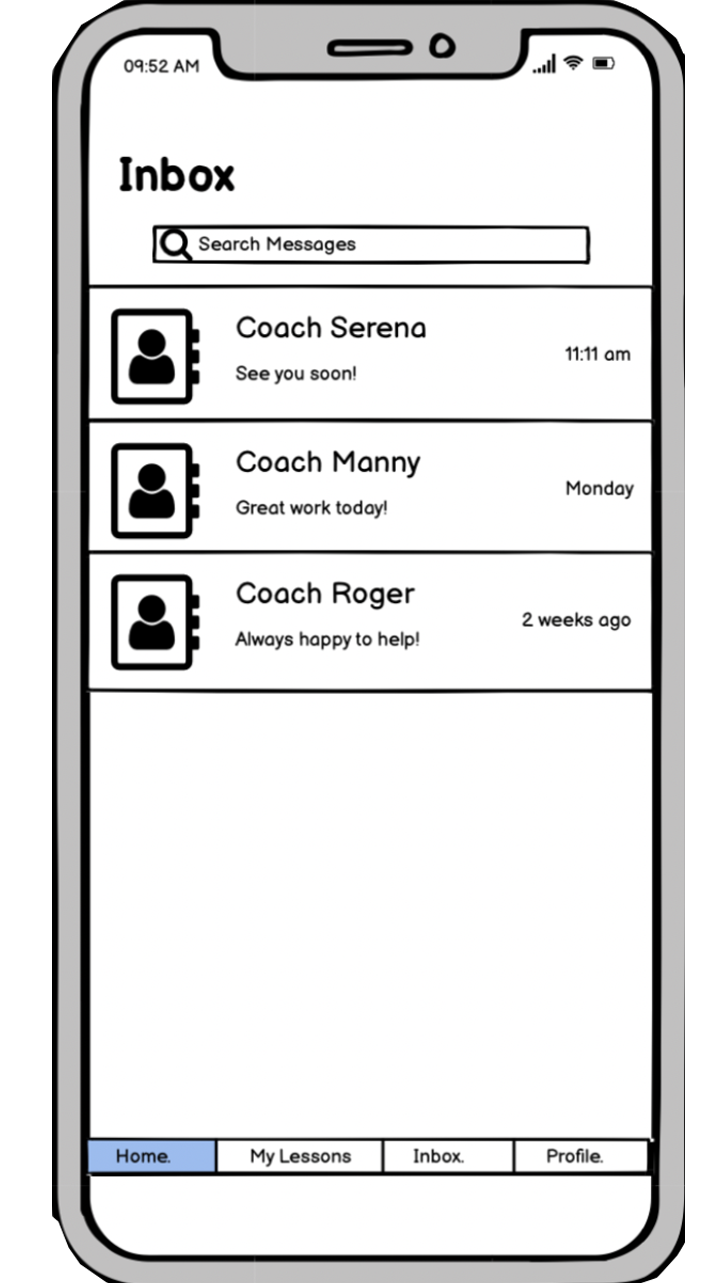 09:52 AM
Inbox
Search Messages
Coach Serena
See you soon!
11:11 am
Coach Manny
Great work today!
Monday
Coach Roger
Always happy to help!
2 weeks ago
Home. My Lessons Inbox. Profile.